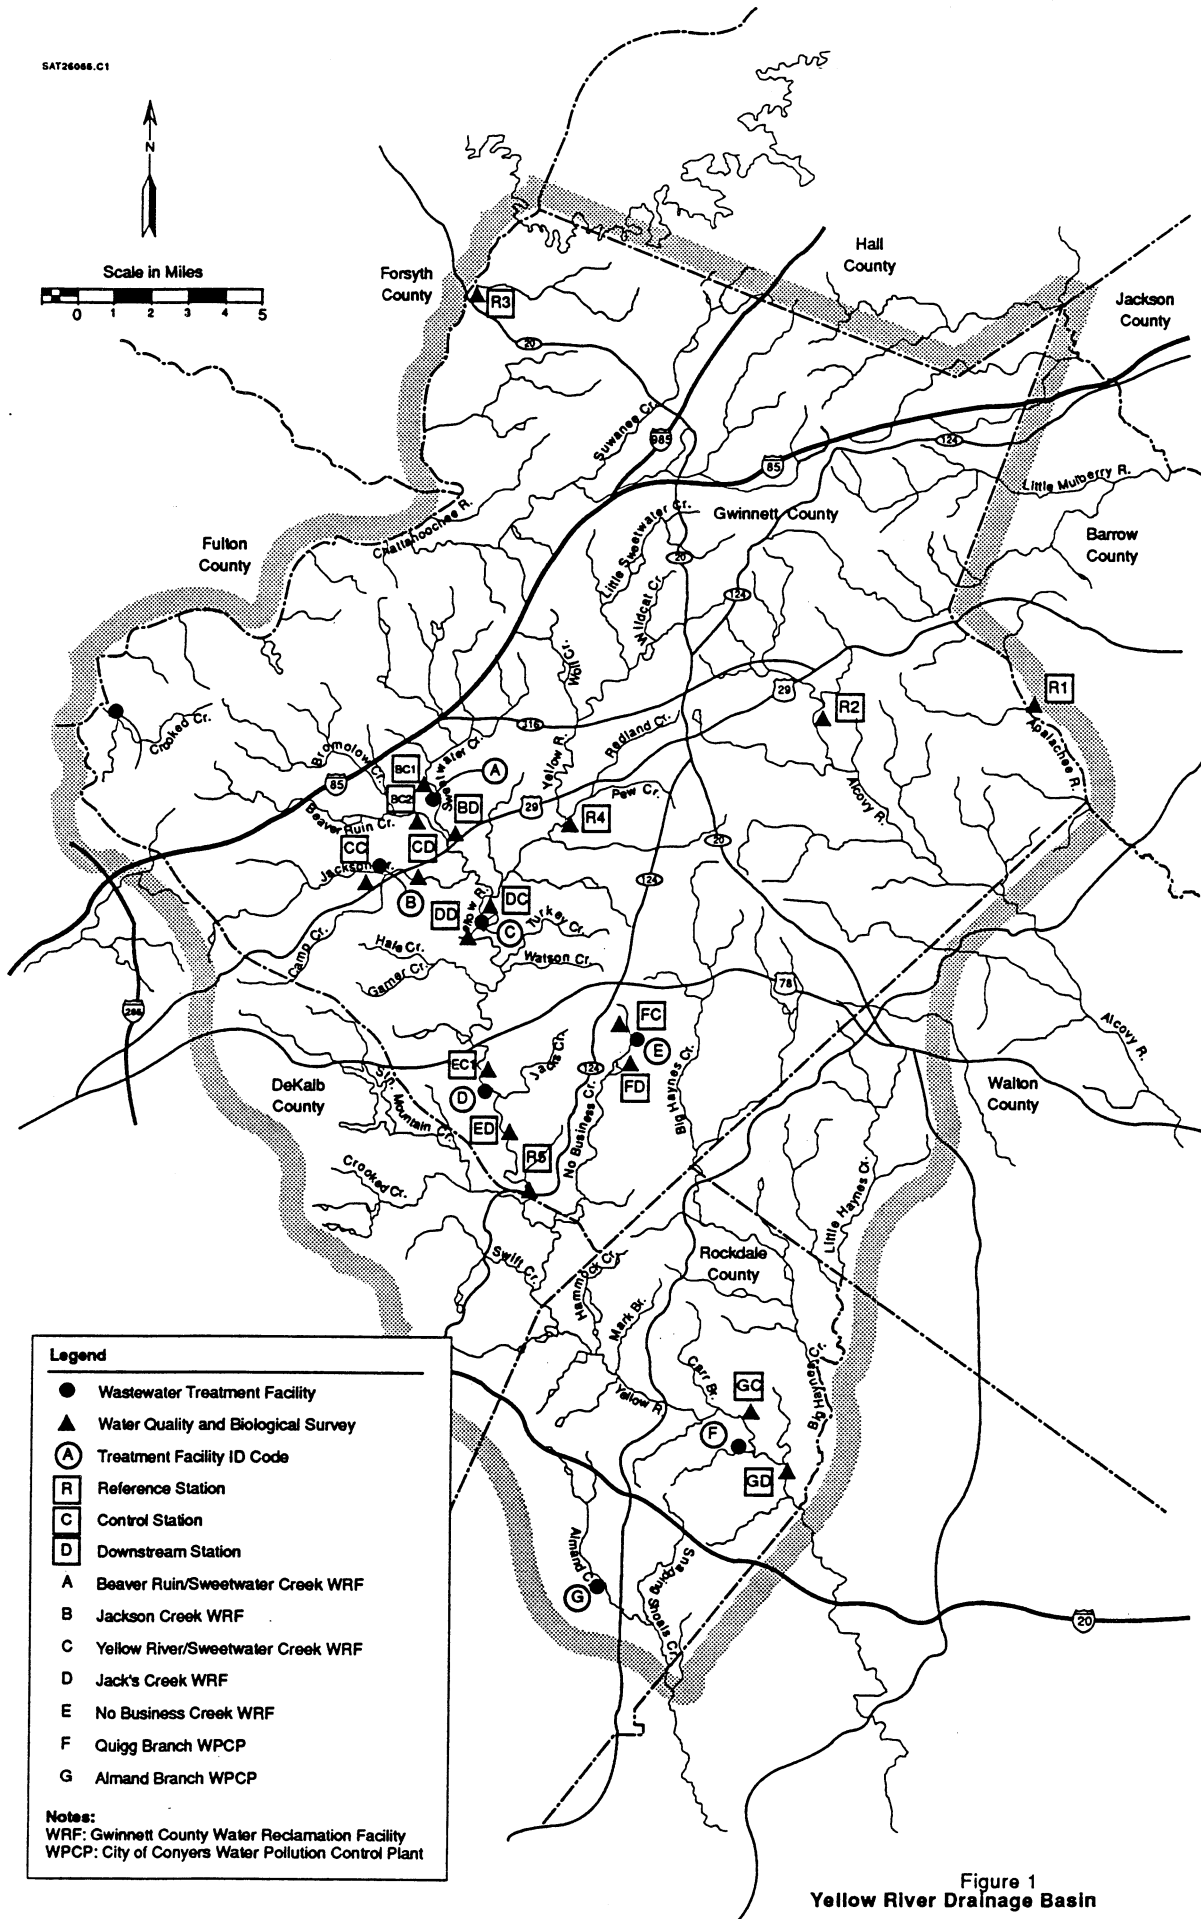 SAT26065.C1
N
Scale in Miles
0 1 2 3 4 5
Forsyth
County
Hall
County
Jackson
County
R3
20
Suwanee Cr.
985
85
124
Little Mulberry R.
Chattahoochee R.
Gwinnett County
Little Sweetwater Cr.
Fulton
County
Barrow
County
20
Wildcat Cr.
124
Wolf Cr.
29
R2
R1
Crooked Cr.
316
Redland Cr.
Apalachee R.
Bromolow Cr.
Sweetwater Cr.
Yellow R.
BC1
A
85
BC2
BD
29
Pew Cr.
Alcovy R.
Beaver Ruin Cr.
R4
CC
CD
20
Jackson Cr.
124
B
DC
DD
Yellow R.
Turkey Cr.
C
Camp Cr.
Hale Cr.
Watson Cr.
Garner Cr.
78
285
FC
Alcovy R.
E
EC1
Jacks Cr.
124
FD
Big Haynes Cr.
DeKalb
County
D
Walton
County
Mountain Cr.
ED
No Business Cr.
R5
Crooked Cr.
Little Haynes Cr.
Swift Cr.
Hammock Cr.
Rockdale
County
Mark Br.
Carr Br.
Big Haynes Cr.
GC
Yellow R.
F
GD
Almand C
Snapping Shoals Cr.
G
20
Legend
Wastewater Treatment Facility
Water Quality and Biological Survey
A Treatment Facility ID Code
R Reference Station
C Control Station
D Downstream Station
A Beaver Ruin/Sweetwater Creek WRF
B Jackson Creek WRF
C Yellow River/Sweetwater Creek WRF
D Jack's Creek WRF
E No Business Creek WRF
F Quigg Branch WPCP
G Almand Branch WPCP
Notes:
WRF: Gwinnett County Water Reclamation Facility
WPCP: City of Conyers Water Pollution Control Plant
Figure 1
Yellow River Drainage Basin